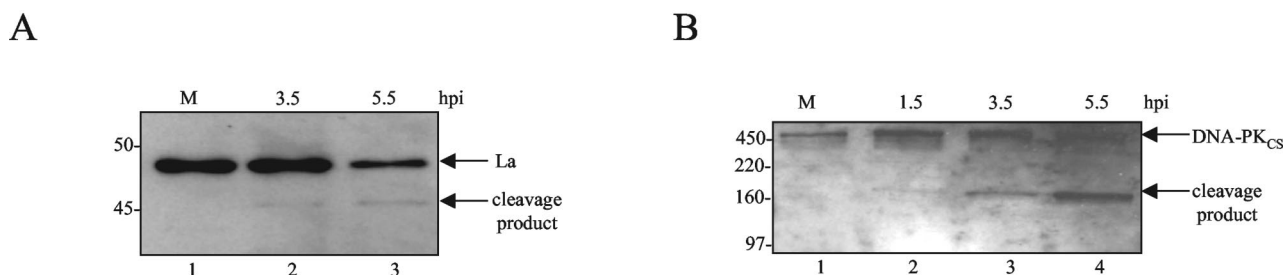 A
M 3.5 5.5 hpi
50-
La
45-
cleavage
product
1 2 3
B
M 1.5 3.5 5.5 hpi
450-
DNA-PKCS
220-
160-
cleavage
product
97-
1 2 3 4